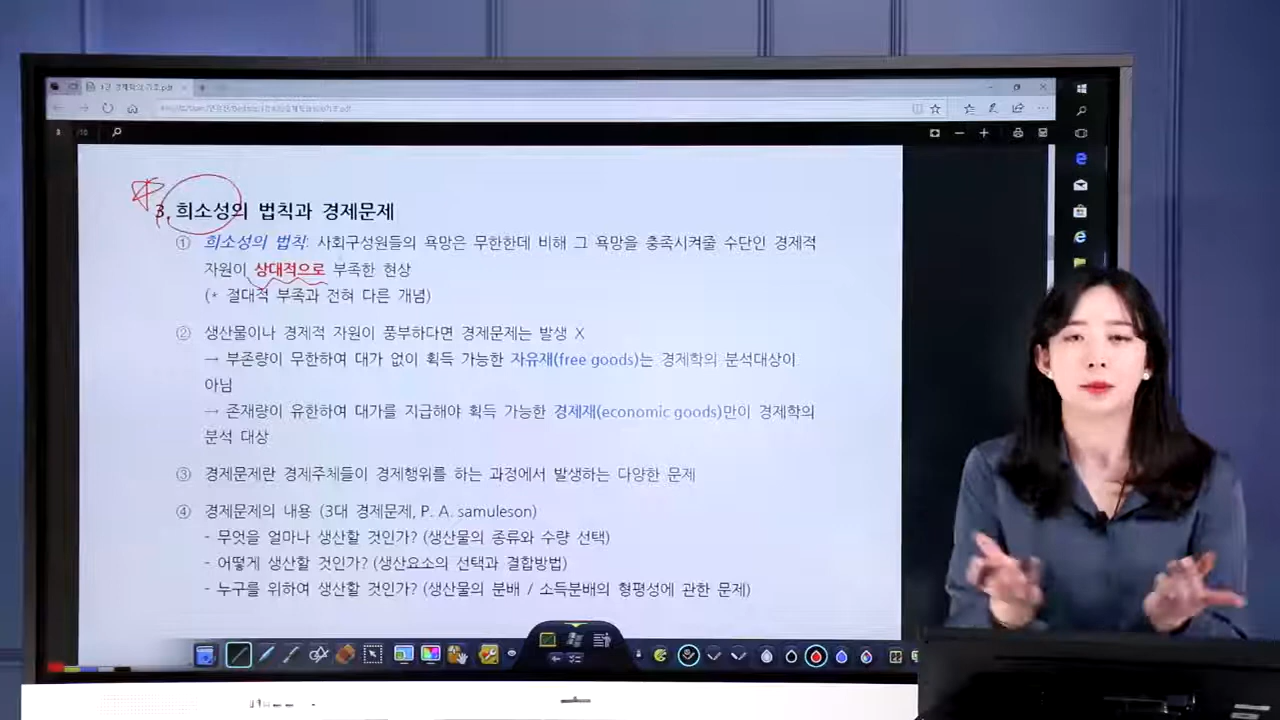 1강 경제학의 기초.pdf
3 /10
3. 희소성의 법칙과 경제문제
① 희소성의 법칙: 사회구성원들의 욕망은 무한한데 비해 그 욕망을 충족시켜줄 수단인 경제적
자원이 상대적으로 부족한 현상
(* 절대적 부족과 전혀 다른 개념)
② 생산물이나 경제적 자원이 풍부하다면 경제문제는 발생 X
→ 부존량이 무한하여 대가 없이 획득 가능한 자유재(free goods)는 경제학의 분석대상이
아님
→ 존재량이 유한하여 대가를 지급해야 획득 가능한 경제재(economic goods)만이 경제학의
분석 대상
③ 경제문제란 경제주체들이 경제행위를 하는 과정에서 발생하는 다양한 문제
④ 경제문제의 내용 (3대 경제문제, P. A. samuleson)
- 무엇을 얼마나 생산할 것인가? (생산물의 종류와 수량 선택)
- 어떻게 생산할 것인가? (생산요소의 선택과 결합방법)
- 누구를 위하여 생산할 것인가? (생산물의 분배 / 소득분배의 형평성에 관한 문제)